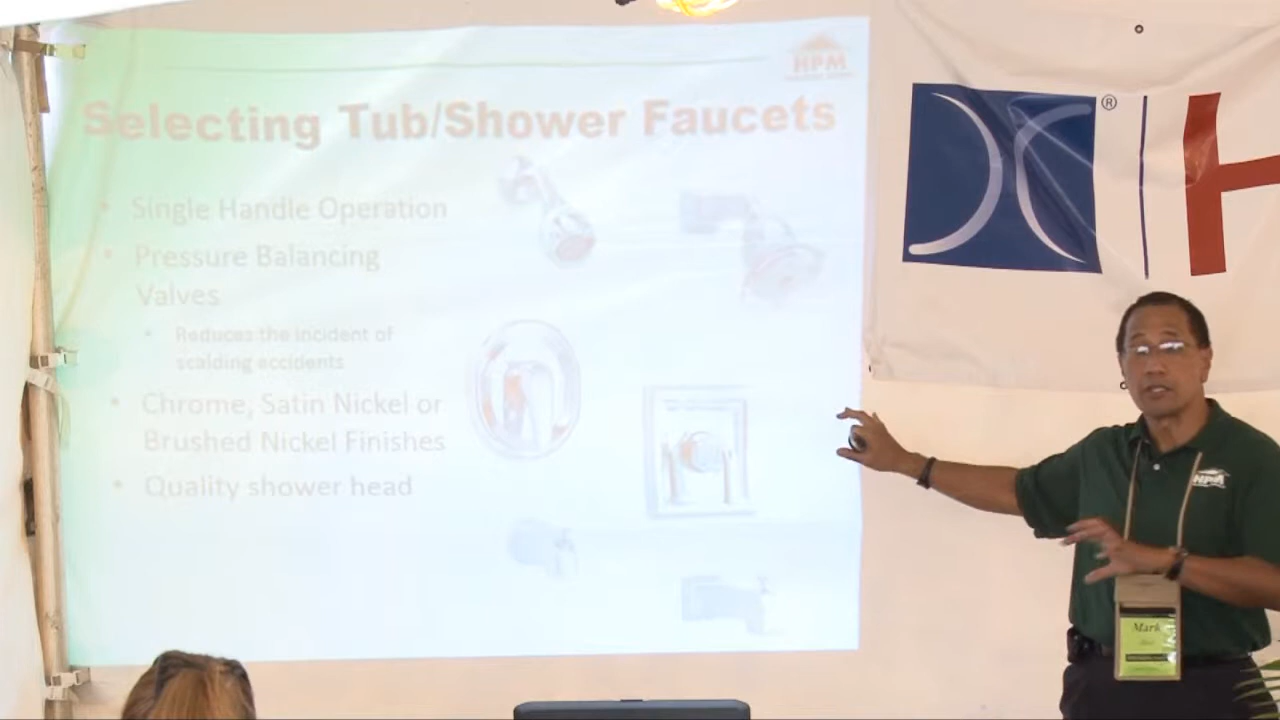 HPM
®
H
Selecting Tub/Shower Faucets
• Single Handle Operation
• Pressure Balancing
Valves
• Reduces the incident of
scalding accidents
• Chrome, Satin Nickel or
Brushed Nickel Finishes
• Quality shower head
HPM
Mark